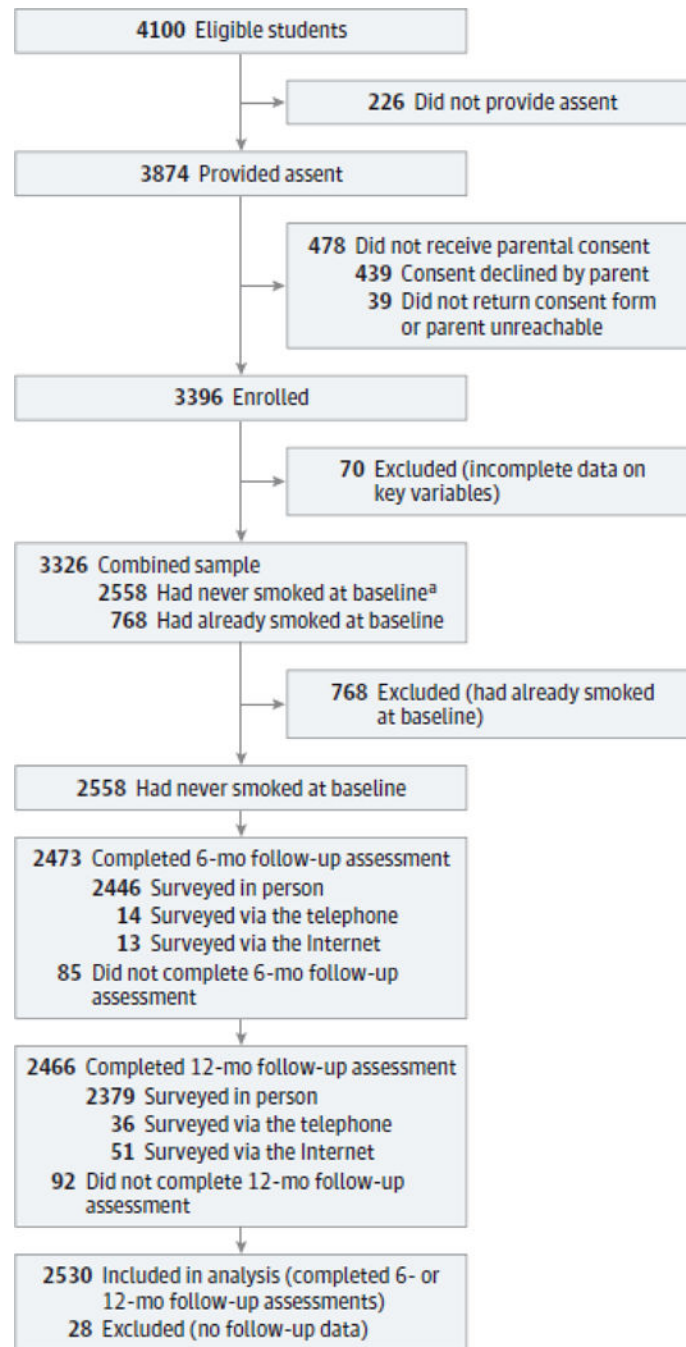 4100 Eligible students
226 Did not provide assent
3874 Provided assent
478 Did not receive parental consent
439 Consent declined by parent
39 Did not return consent form
or parent unreachable
3396 Enrolled
70 Excluded (incomplete data on
key variables)
3326 Combined sample
2558 Had never smoked at baselineª
768 Had already smoked at baseline
768 Excluded (had already smoked
at baseline)
2558 Had never smoked at baseline
2473 Completed 6-mo follow-up assessment
2446 Surveyed in person
14 Surveyed via the telephone
13 Surveyed via the Internet
85 Did not complete 6-mo follow-up
assessment
2466 Completed 12-mo follow-up assessment
2379 Surveyed in person
36 Surveyed via the telephone
51 Surveyed via the Internet
92 Did not complete 12-mo follow-up
assessment
2530 Included in analysis (completed 6- or
12-mo follow-up assessments)
28 Excluded (no follow-up data)